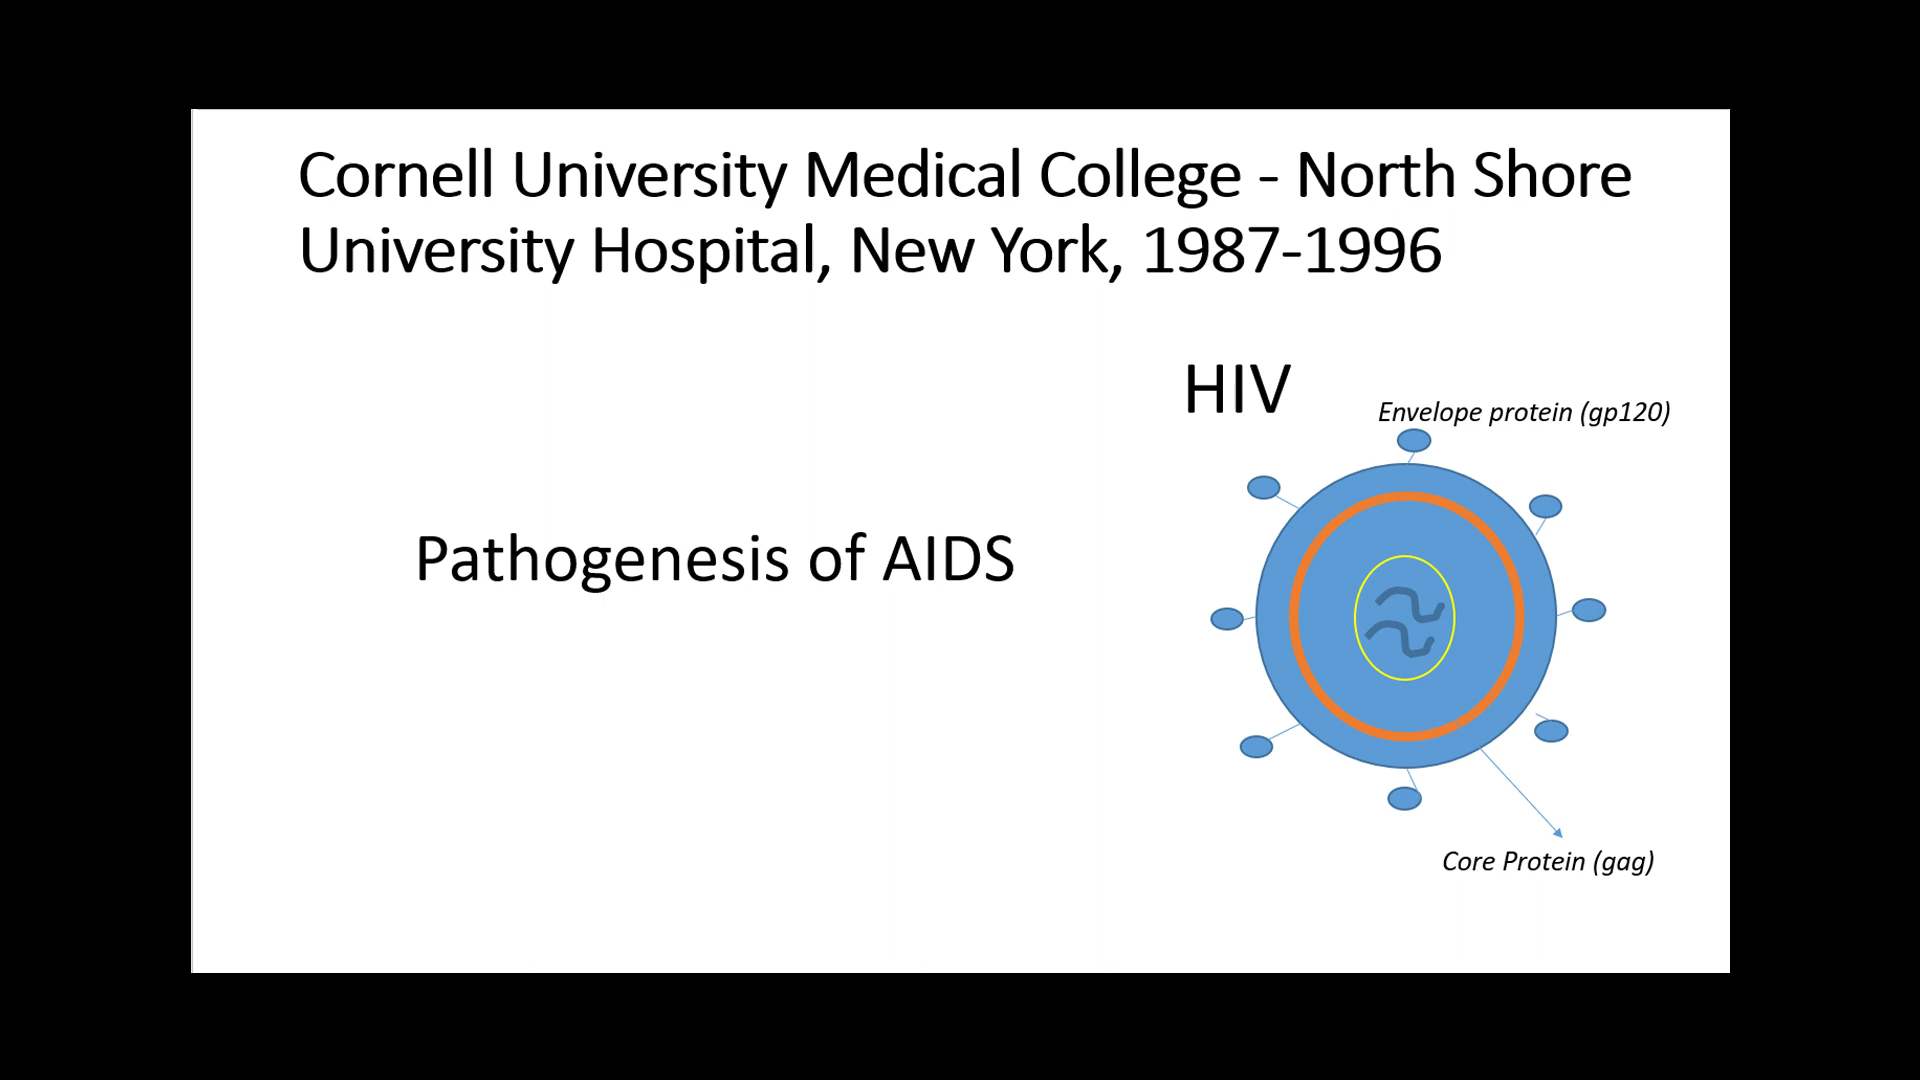 Cornell University Medical College - North Shore
University Hospital, New York, 1987-1996
HIV
Envelope protein (gp120)
Pathogenesis of AIDS
Core Protein (gag)